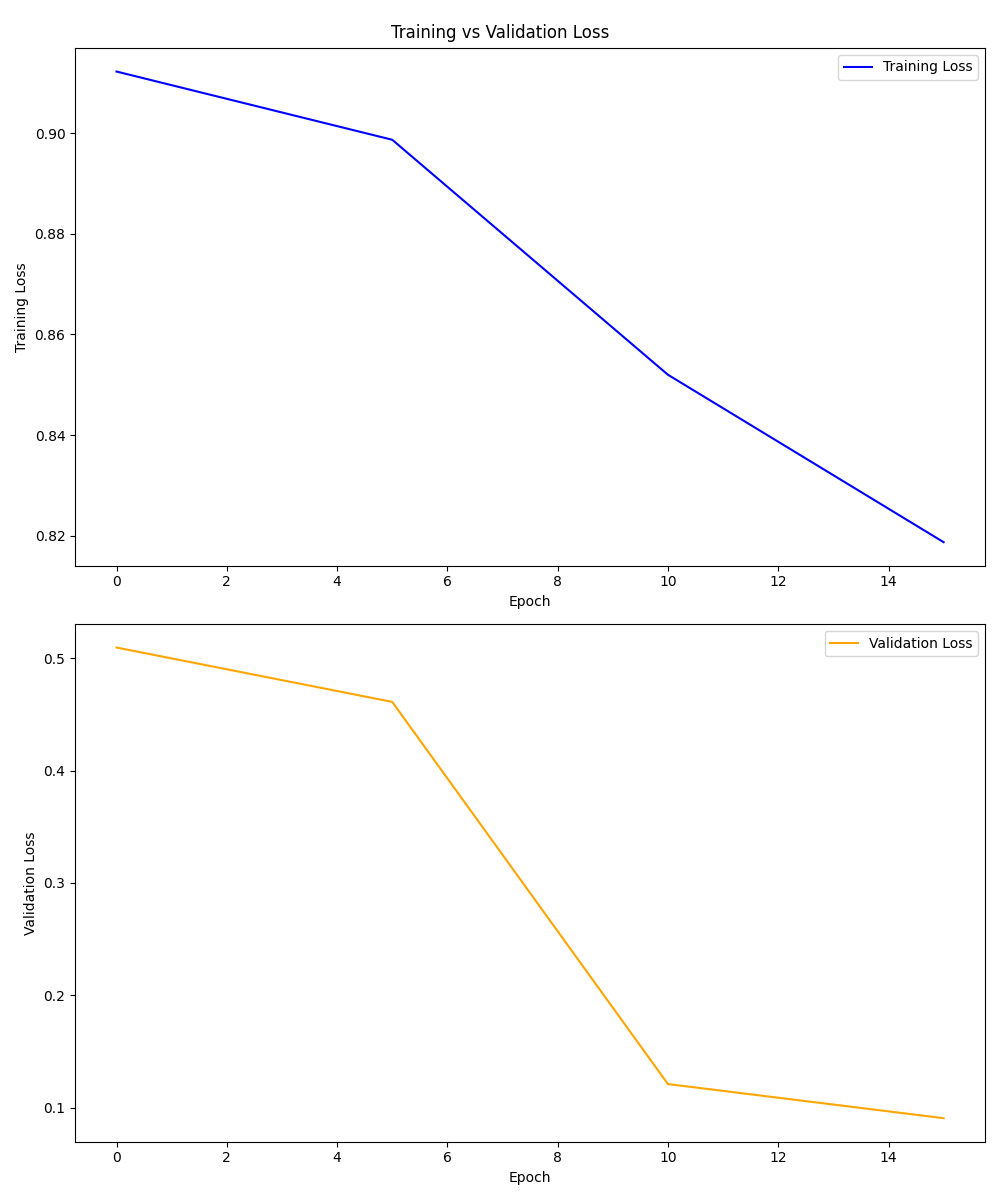 Training vs Validation Loss
Training Loss
0.90
0.88
0.86
0.84
0.82
Training Loss
0 2 4 6 8 10 12 14
Epoch
Validation Loss
0.5
0.4
0.3
0.2
0.1
Validation Loss
0 2 4 6 8 10 12 14
Epoch